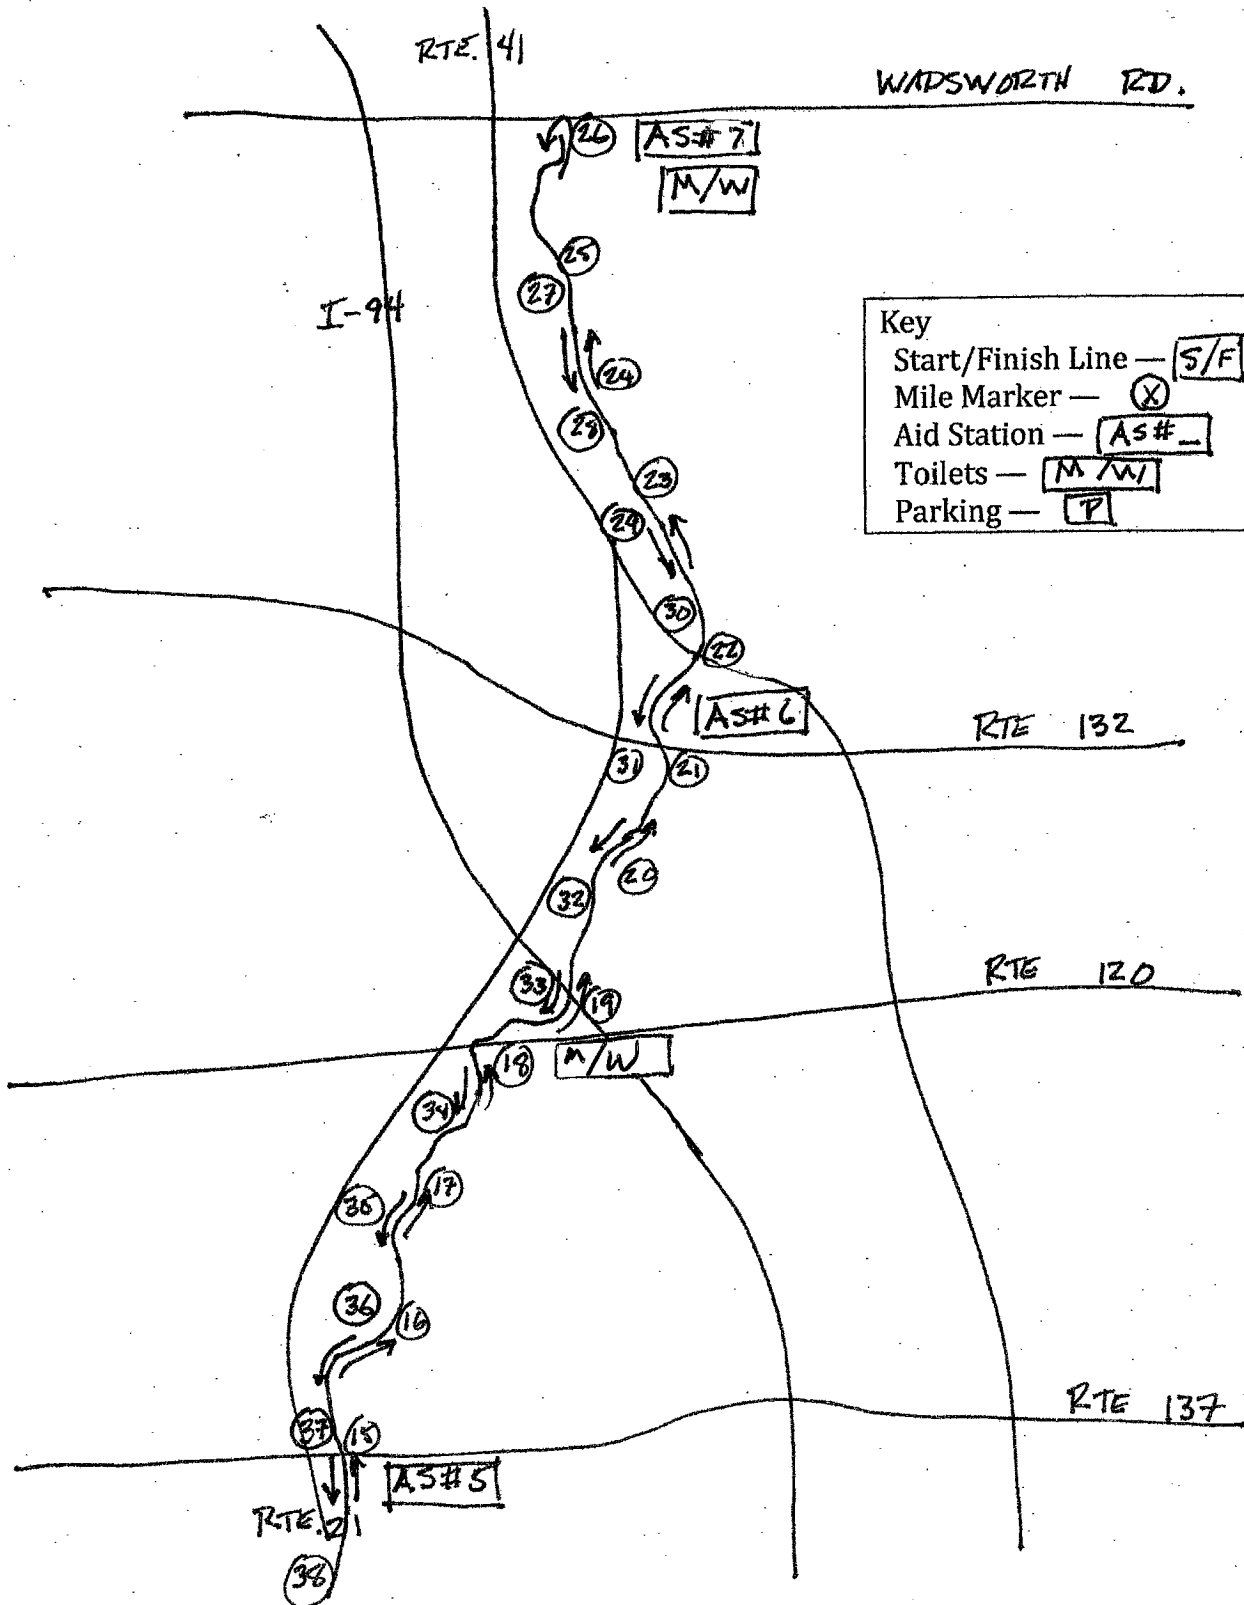 RTE. 41
WADSWORTH RD.
26
AS# 7
M/W
25
27
I-94
24
28
23
29
30
22
Key
Start/Finish Line — S/F
Mile Marker — X
Aid Station — AS#_
Toilets — M/W
Parking — P
AS# 6
RTE 132
31
21
20
32
RTE 120
33
19
18
M/W
34
17
35
36
16
RTE 137
37
15
AS# 5
RTE. 21
38